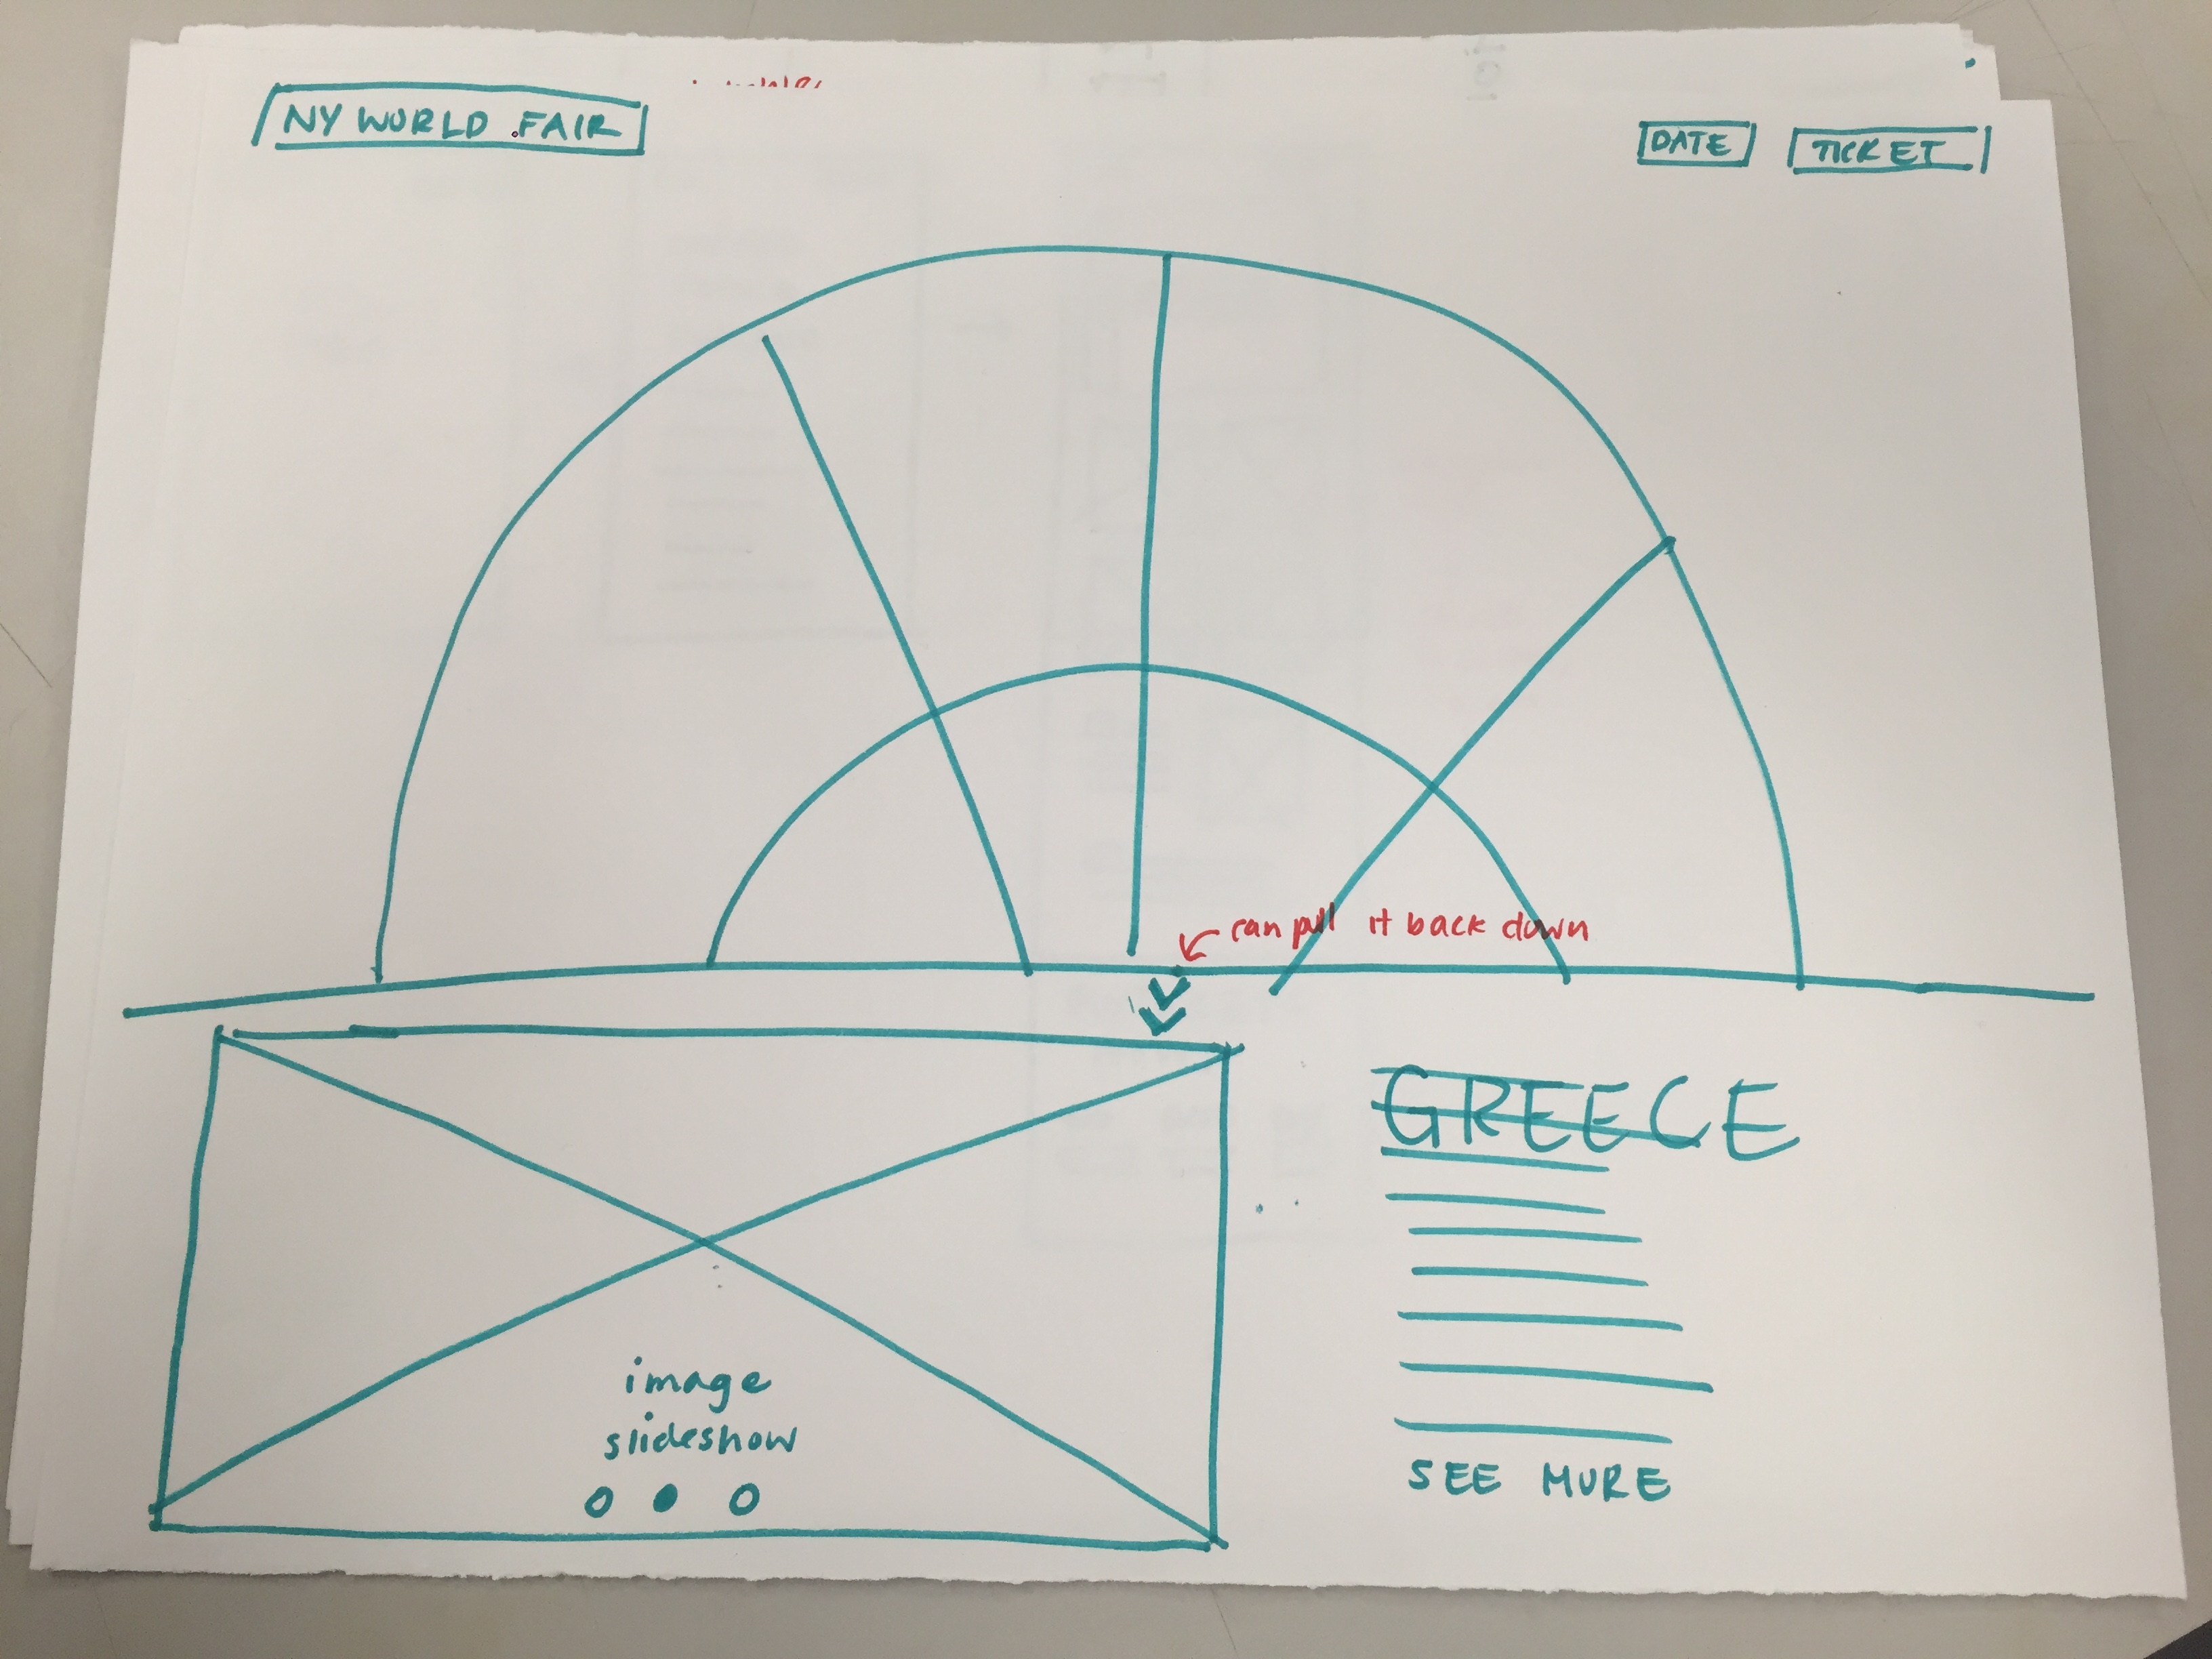 NY WORLD FAIR
DATE
TICKET
can pull it back down
GREECE
image
slideshow
SEE MORE